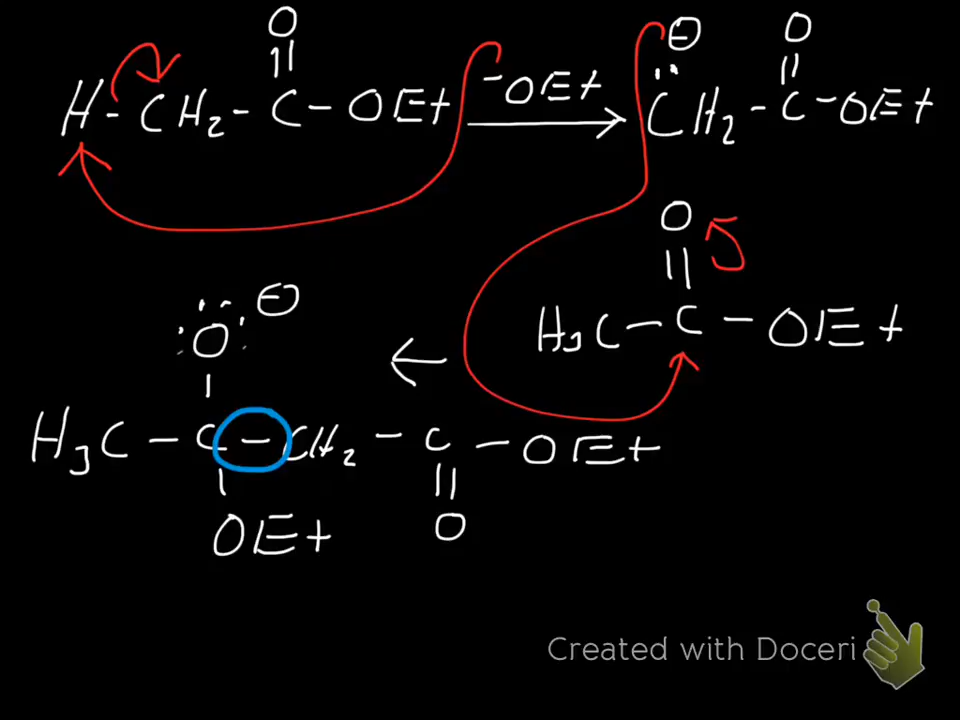 O O
|| ⊖ ||
H - CH₂ - C - OEt ⁻OEt → :CH₂ - C - OEt
O
||
H₃C - C - OEt
⊖
O ←
|
H₃C - C - CH₂ - C - OEt
| ||
OEt O
Created with Doceri